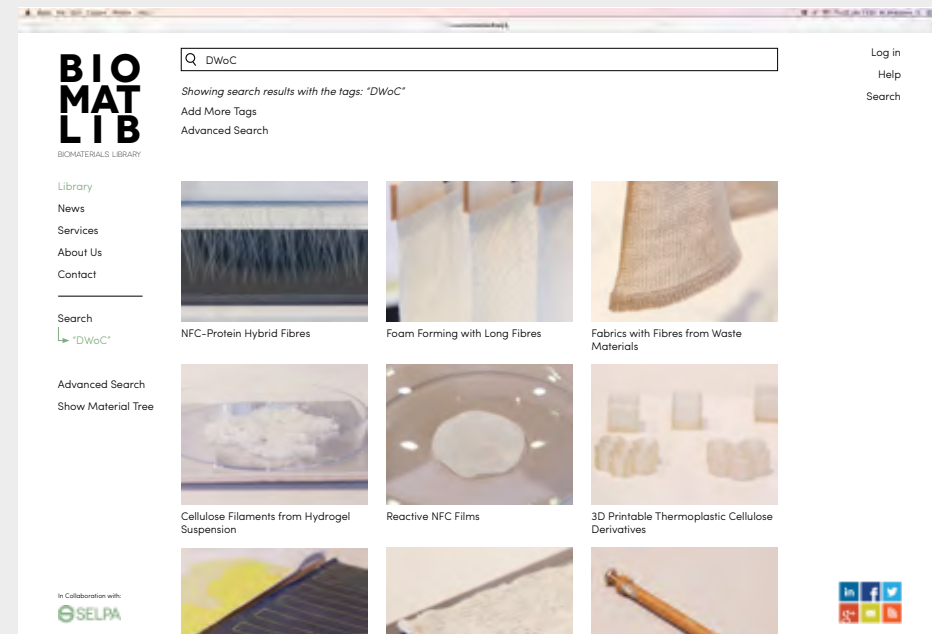 DWoC
Log in
Help
Search
BIO
MAT
LIB
BIOMATERIALS LIBRARY
Showing search results with the tags: “DWoC”
Add More Tags
Advanced Search
Library
News
Services
About Us
Contact
Search
“DWoC”
Advanced Search
Show Material Tree
NFC-Protein Hybrid Fibres
Foam Forming with Long Fibres
Fabrics with Fibres from Waste
Materials
Cellulose Filaments from Hydrogel
Suspension
Reactive NFC Films
3D Printable Thermoplastic Cellulose
Derivatives
In Collaboration with:
SELPA
in
f
g+